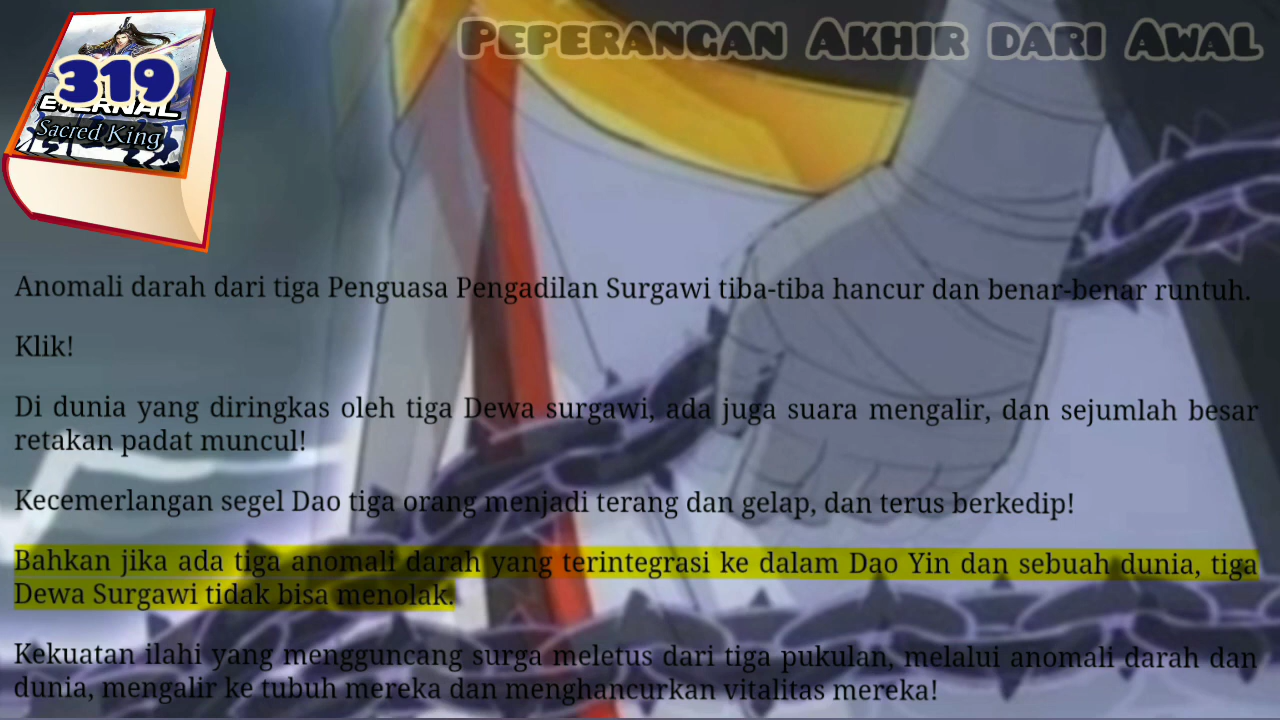 Peperangan Akhir dari Awal
319
ETERNAL
Sacred King
Anomali darah dari tiga Penguasa Pengadilan Surgawi tiba-tiba hancur dan benar-benar runtuh.
Klik!
Di dunia yang diringkas oleh tiga Dewa surgawi, ada juga suara mengalir, dan sejumlah besar
retakan padat muncul!
Kecemerlangan segel Dao tiga orang menjadi terang dan gelap, dan terus berkedip!
Bahkan jika ada tiga anomali darah yang terintegrasi ke dalam Dao Yin dan sebuah dunia, tiga
Dewa Surgawi tidak bisa menolak.
Kekuatan ilahi yang mengguncang surga meletus dari tiga pukulan, melalui anomali darah dan
dunia, mengalir ke tubuh mereka dan menghancurkan vitalitas mereka!